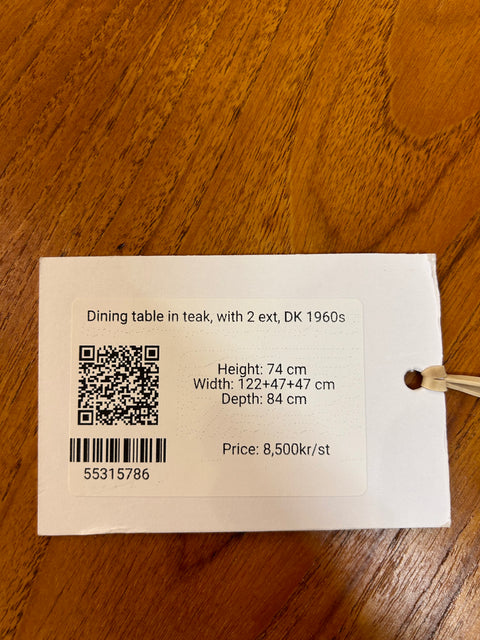 Dining table in teak, with 2 ext, DK 1960s
Height: 74 cm
Width: 122+47+47 cm
Depth: 84 cm
Price: 8,500kr/st
55315786